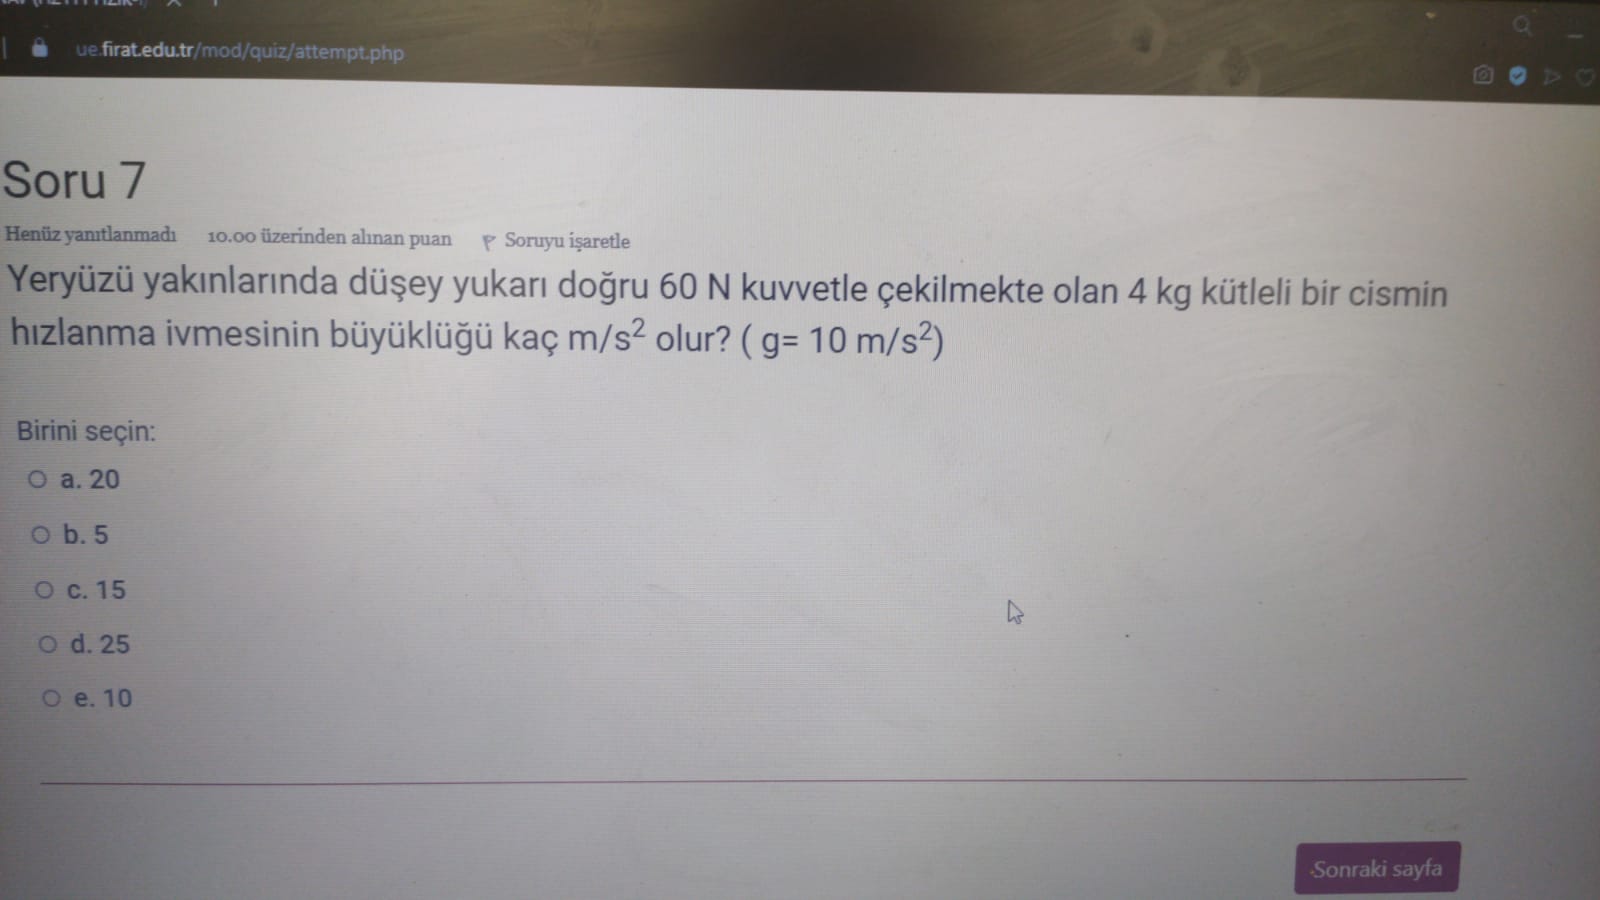 ue.firat.edu.tr/mod/quiz/attempt.php
Soru 7
Henüz yanıtlanmadı 10.00 üzerinden alınan puan Soruyu işaretle
Yeryüzü yakınlarında düşey yukarı doğru 60 N kuvvetle çekilmekte olan 4 kg kütleli bir cismin
hızlanma ivmesinin büyüklüğü kaç m/s² olur? ( g= 10 m/s²)
Birini seçin:
a. 20
b. 5
c. 15
d. 25
e. 10
Sonraki sayfa